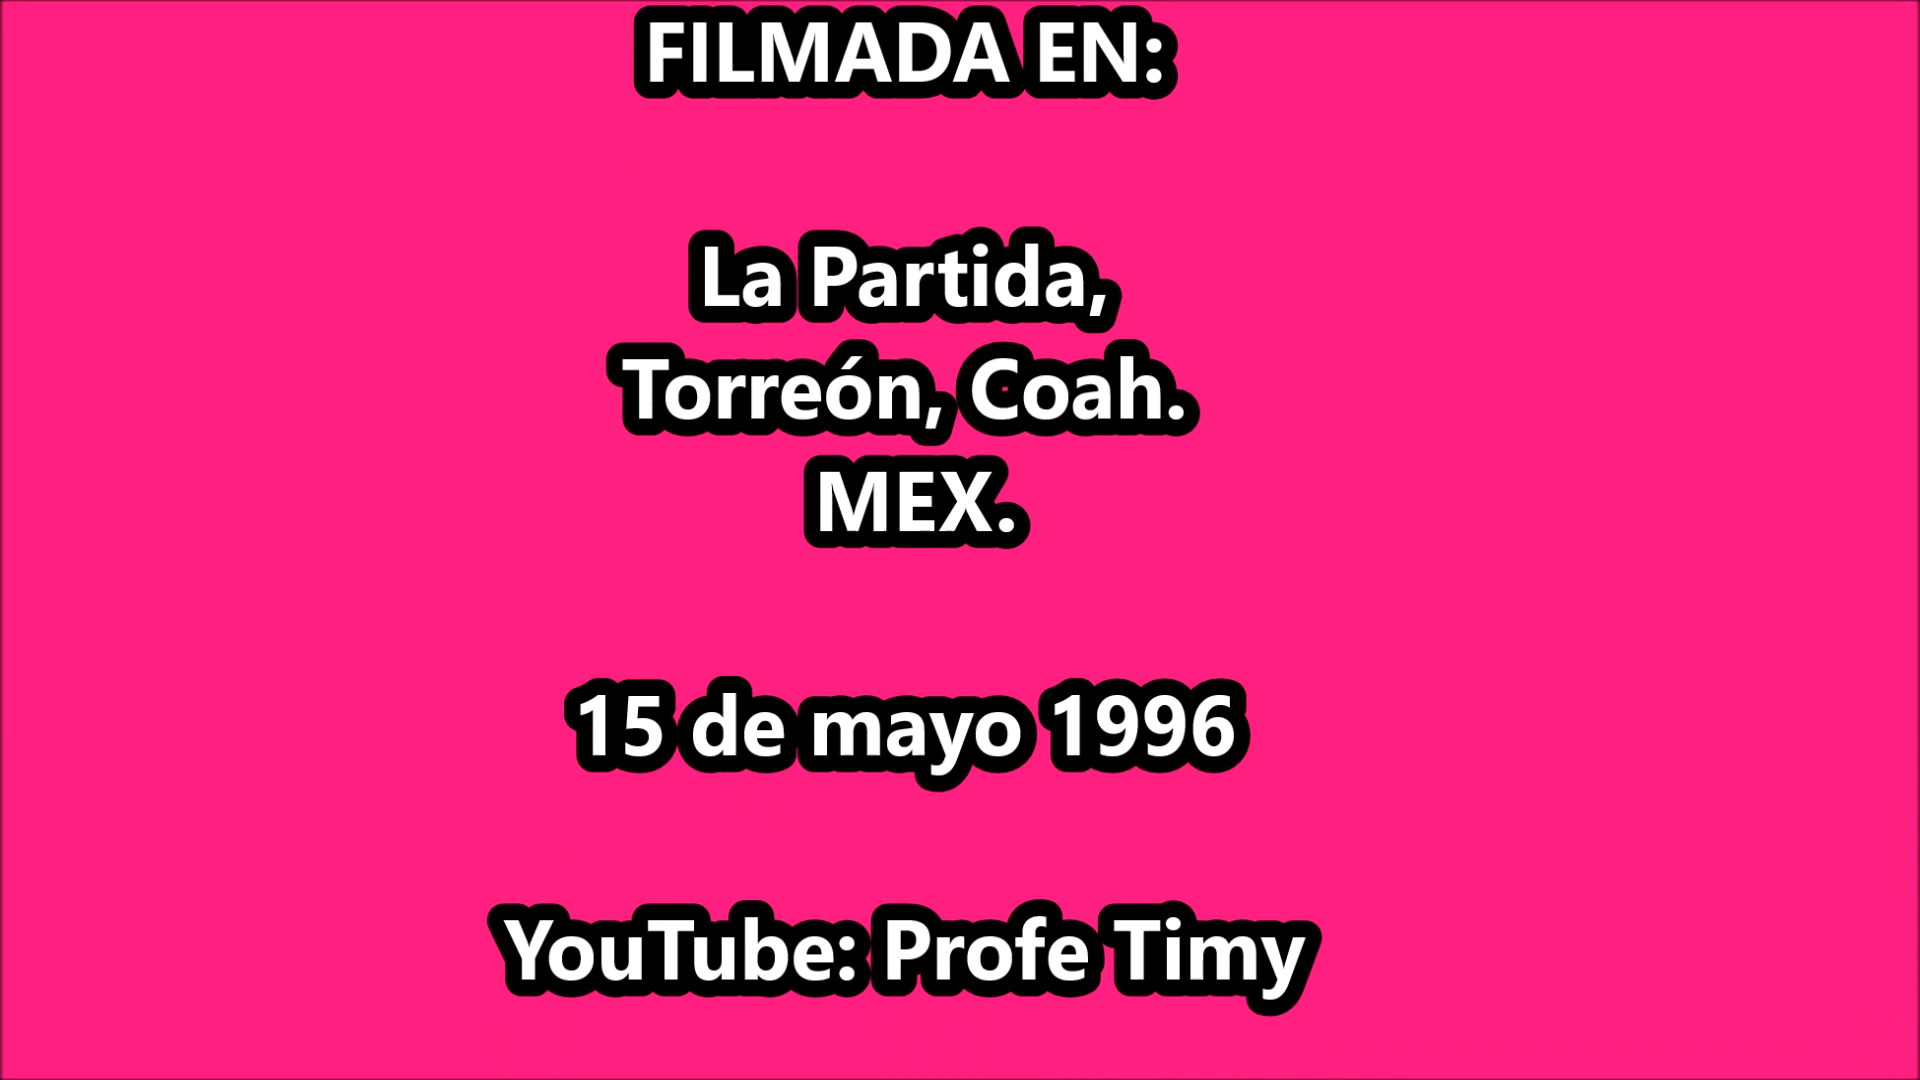 FILMADA EN:
La Partida,
Torreón, Coah.
MEX.
15 de mayo 1996
YouTube: Profe Timy